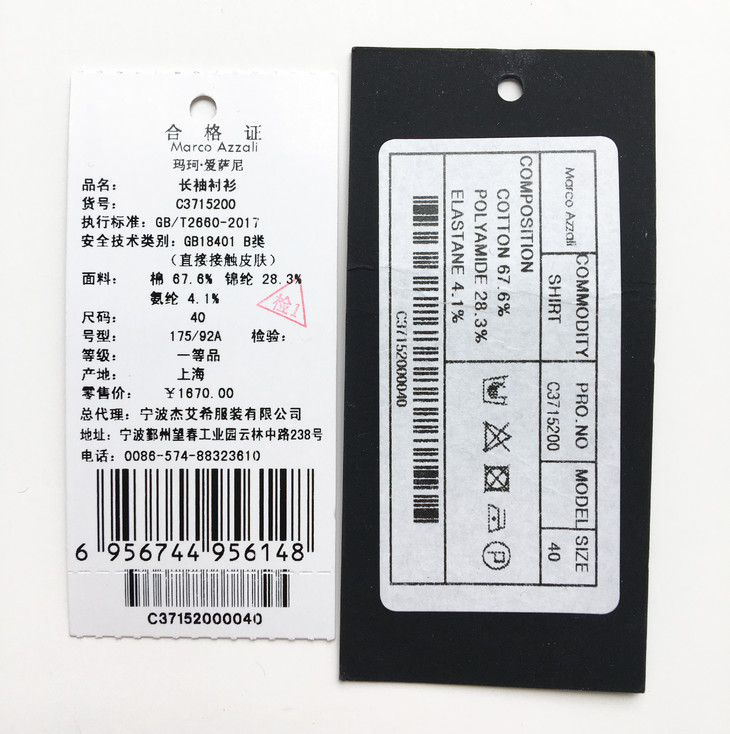 合格证
Marco Azzali
玛珂·爱萨尼
品名： 长袖衬衫
货号： C3715200
执行标准：GB/T2660-2017
安全技术类别：GB18401 B类
（直接接触皮肤）
面料： 棉 67.6% 锦纶 28.3%
氨纶 4.1%
检1
尺码： 40
号型： 175/92A 检验：
等级： 一等品
产地： 上海
零售价： ￥1670.00
总代理：宁波杰艾希服装有限公司
地址：宁波鄞州望春工业园云林中路238号
电话：0086-574-88323610
6 956744 956148
C37152000040
Marco Azzali
COMMODITY PRO.NO MODEL SIZE
SHIRT C3715200 40
COMPOSITION
COTTON 67.6%
POLYAMIDE 28.3%
ELASTANE 4.1%
P
C37152000040